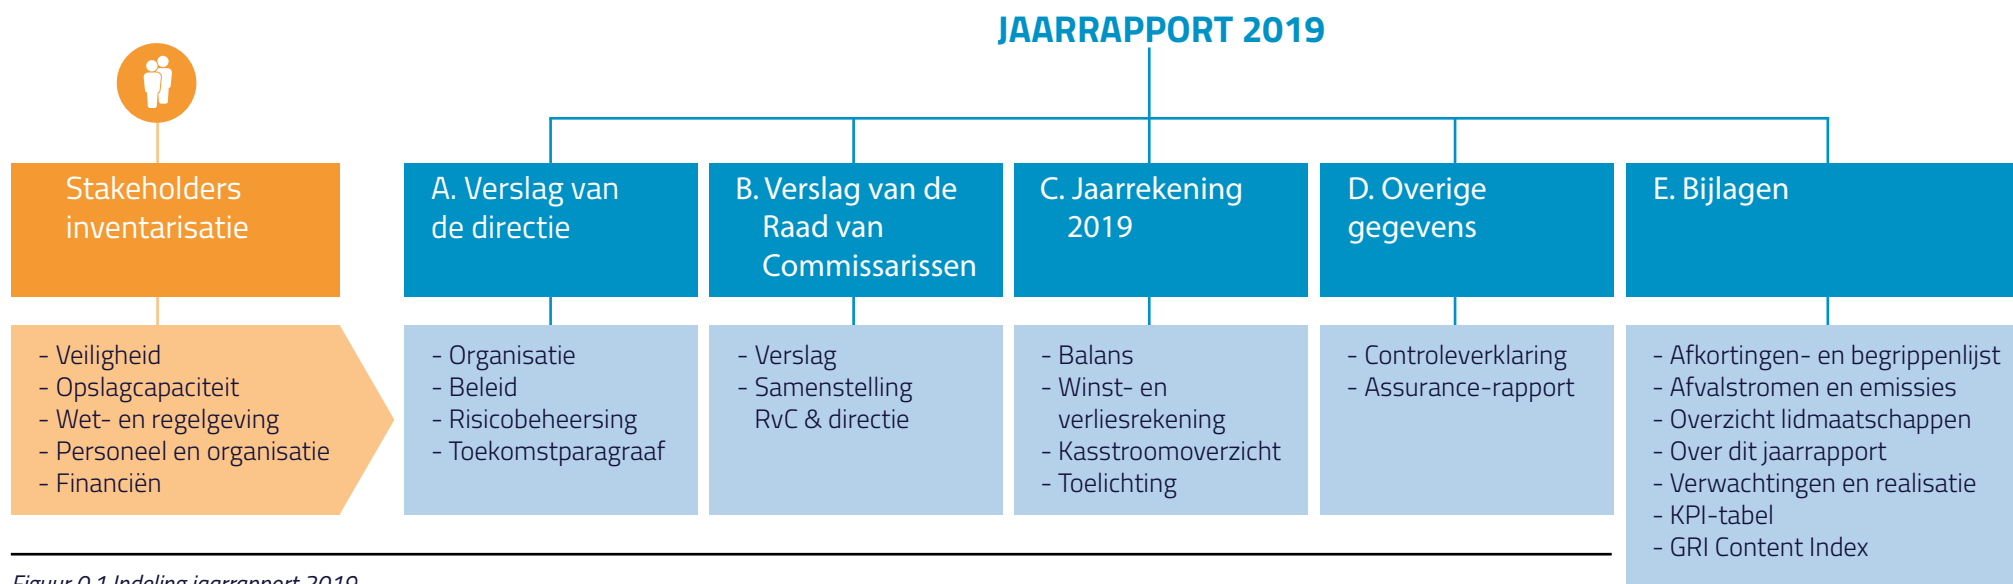 JAARRAPPORT 2019
Stakeholders
inventarisatie
- Veiligheid
- Opslagcapaciteit
- Wet- en regelgeving
- Personeel en organisatie
- Financiën
A. Verslag van
de directie
- Organisatie
- Beleid
- Risicobeheersing
- Toekomstparagraaf
B. Verslag van de
Raad van
Commissarissen
- Verslag
- Samenstelling
RvC & directie
C. Jaarrekening
2019
- Balans
- Winst- en
verliesrekening
- Kasstroomoverzicht
- Toelichting
D. Overige
gegevens
- Controleverklaring
- Assurance-rapport
E. Bijlagen
- Afkortingen- en begrippenlijst
- Afvalstromen en emissies
- Overzicht lidmaatschappen
- Over dit jaarrapport
- Verwachtingen en realisatie
- KPI-tabel
- GRI Content Index
Figuur 0.1 Indeling jaarrapport 2019